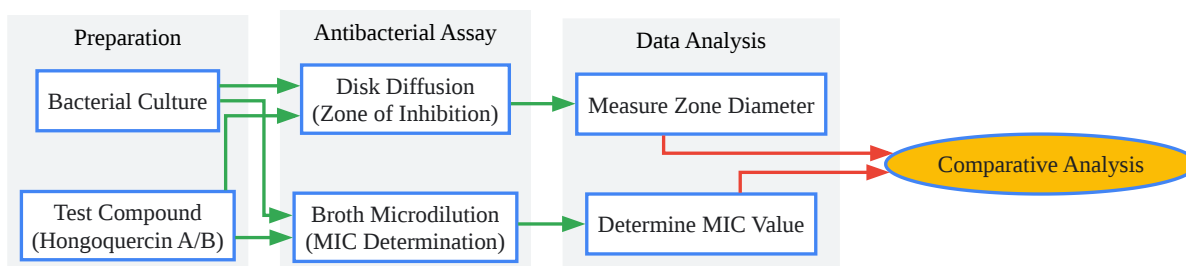 Preparation
Bacterial Culture
Test Compound
(Hongoquercin A/B)
Antibacterial Assay
Disk Diffusion
(Zone of Inhibition)
Broth Microdilution
(MIC Determination)
Data Analysis
Measure Zone Diameter
Determine MIC Value
Comparative Analysis